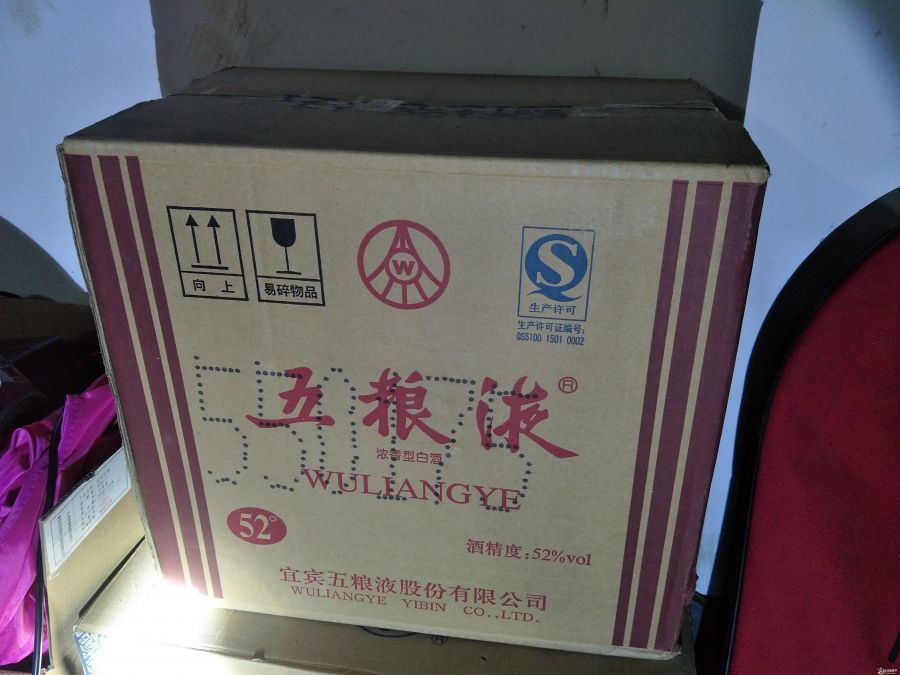 向 上
易碎物品
W
S
生产许可
生产许可证编号:
QS5100 1501 0002
五粮液®
浓香型白酒
WULIANGYE
52°
酒精度:52%vol
宜宾五粮液股份有限公司
WULIANGYE YIBIN CO.,LTD.
®